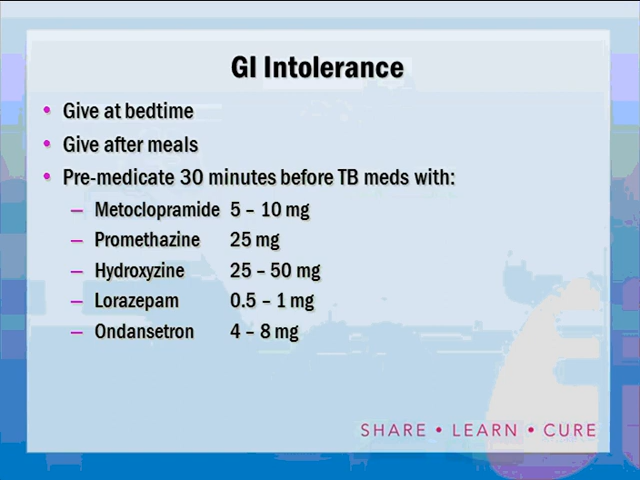 GI Intolerance
• Give at bedtime
• Give after meals
• Pre-medicate 30 minutes before TB meds with:
– Metoclopramide 5 – 10 mg
– Promethazine 25 mg
– Hydroxyzine 25 – 50 mg
– Lorazepam 0.5 – 1 mg
– Ondansetron 4 – 8 mg
SHARE • LEARN • CURE